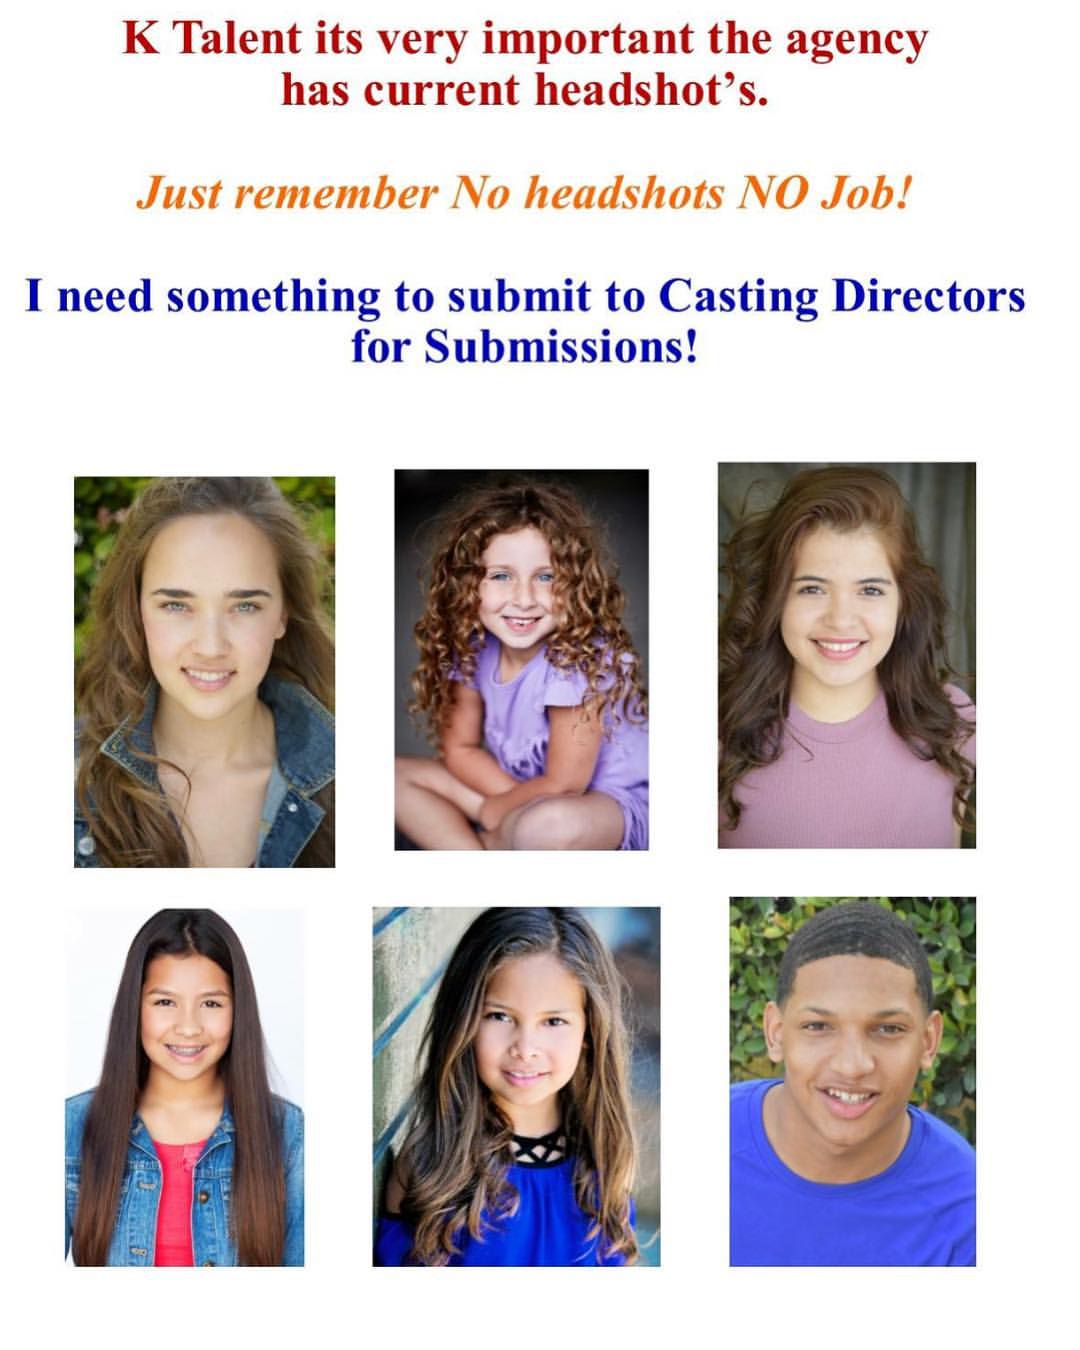 K Talent its very important the agency
has current headshot’s.
Just remember No headshots NO Job!
I need something to submit to Casting Directors
for Submissions!